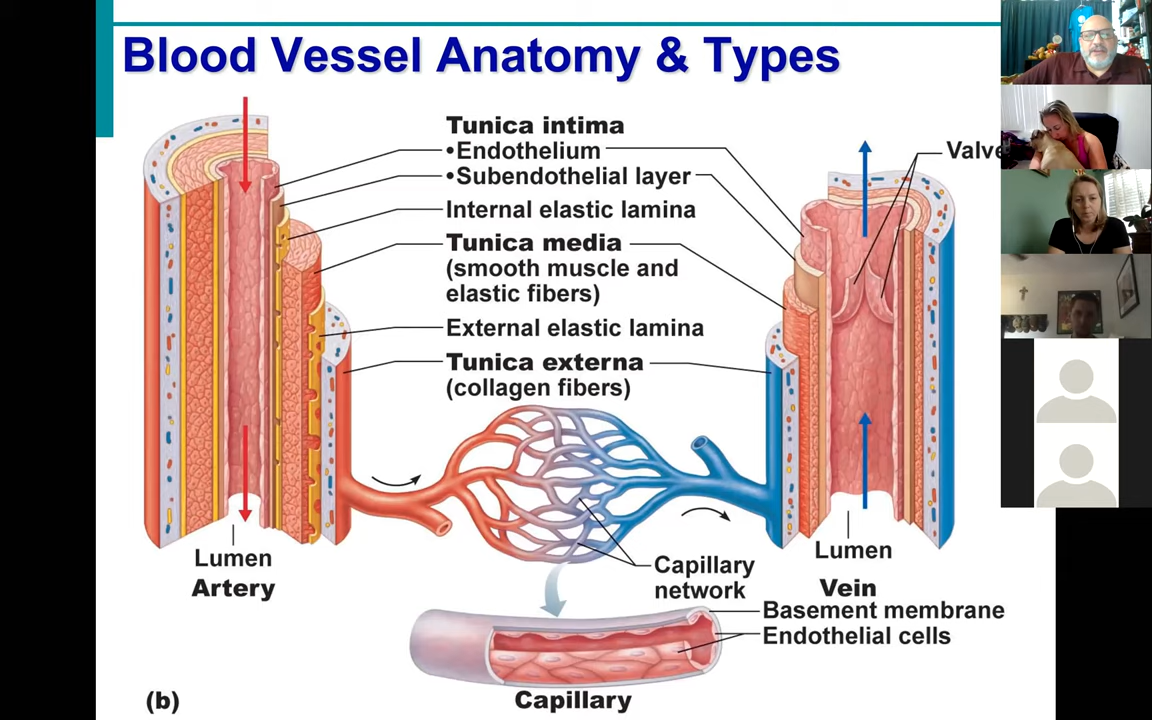 Blood Vessel Anatomy & Types
Tunica intima
•Endothelium
•Subendothelial layer
Internal elastic lamina
Tunica media
(smooth muscle and
elastic fibers)
External elastic lamina
Tunica externa
(collagen fibers)
Valve
Lumen
Artery
Lumen
Vein
Capillary
network
Basement membrane
Endothelial cells
Capillary
(b)